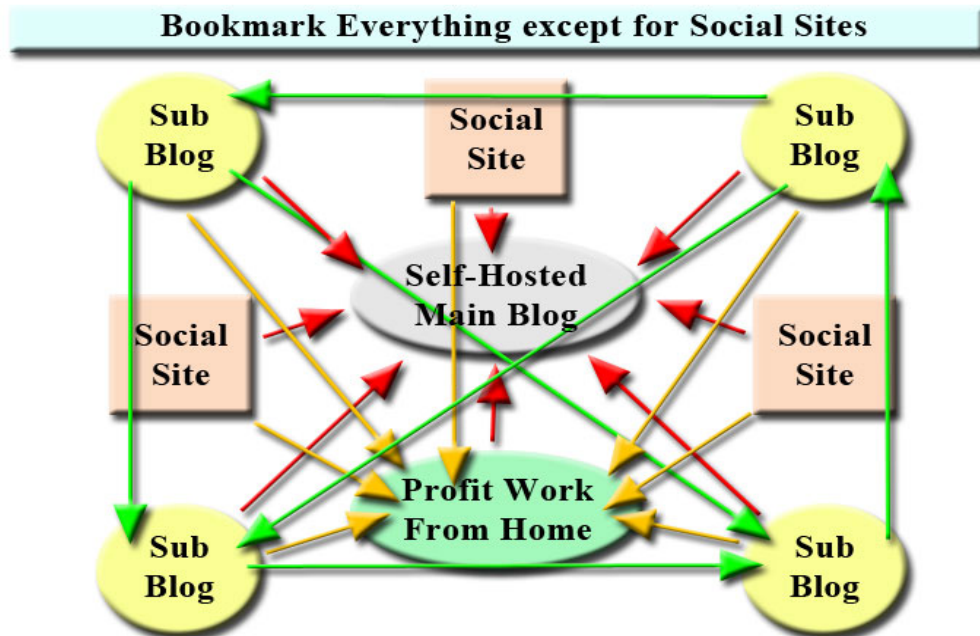 Bookmark Everything except for Social Sites
Sub
Blog
Social
Site
Sub
Blog
Self-Hosted
Main Blog
Social
Site
Social
Site
Profit Work
From Home
Sub
Blog
Sub
Blog